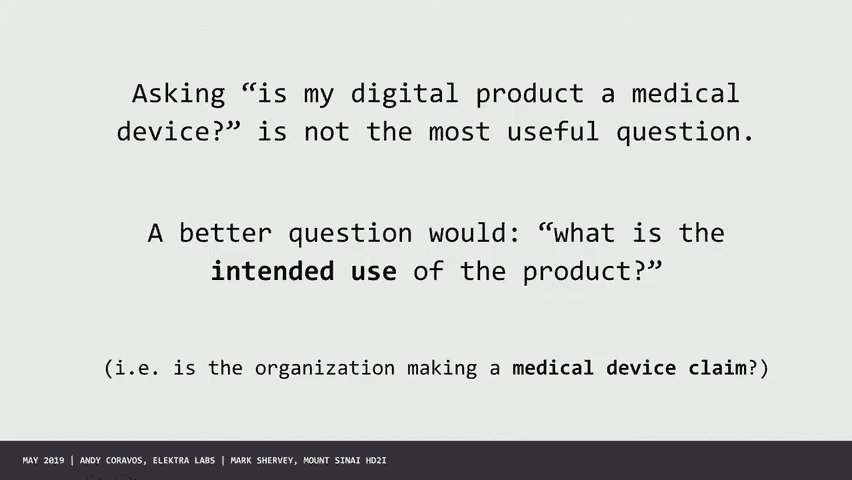 Asking “is my digital product a medical
device?” is not the most useful question.
A better question would: “what is the
intended use of the product?”
(i.e. is the organization making a medical device claim?)
MAY 2019 | ANDY CORAVOS, ELEKTRA LABS | MARK SHERVEY, MOUNT SINAI HD2I